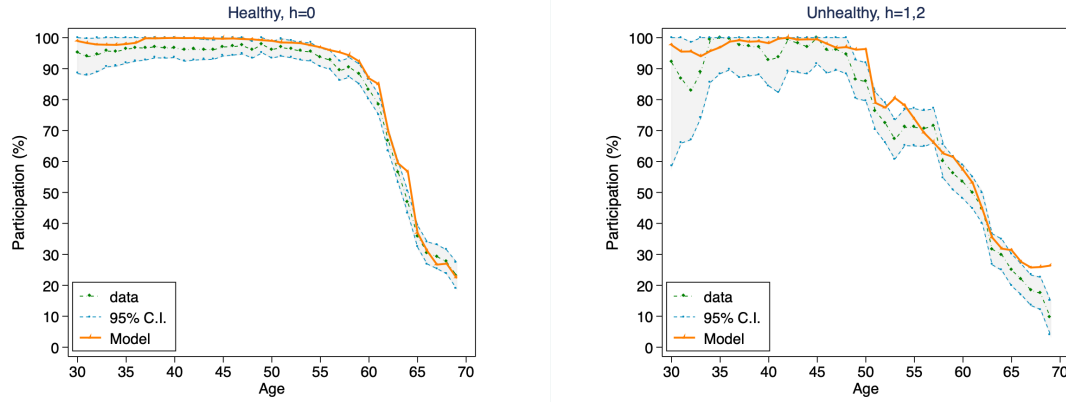 Healthy, h=0
Participation (%)
100
90
80
70
60
50
40
30
20
10
0
data
95% C.I.
Model
30 35 40 45 50 55 60 65 70
Age
Unhealthy, h=1,2
Participation (%)
100
90
80
70
60
50
40
30
20
10
0
data
95% C.I.
Model
30 35 40 45 50 55 60 65 70
Age